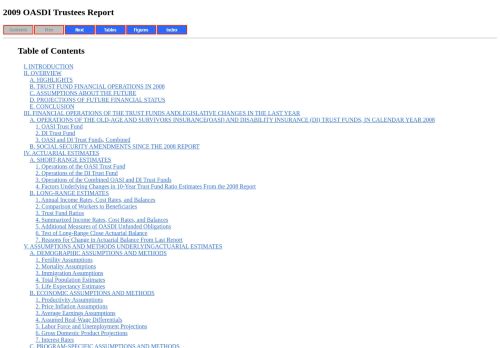 2009 OASDI Trustees Report
Contents Prev Next Tables Figures Index
Table of Contents
I. INTRODUCTION
II. OVERVIEW
A. HIGHLIGHTS
B. TRUST FUND FINANCIAL OPERATIONS IN 2008
C. ASSUMPTIONS ABOUT THE FUTURE
D. PROJECTIONS OF FUTURE FINANCIAL STATUS
E. CONCLUSION
III. FINANCIAL OPERATIONS OF THE TRUST FUNDS ANDLEGISLATIVE CHANGES IN THE LAST YEAR
A. OPERATIONS OF THE OLD-AGE AND SURVIVORS INSURANCE(OASI) AND DISABILITY INSURANCE (DI) TRUST FUNDS, IN CALENDAR YEAR 2008
1. OASI Trust Fund
2. DI Trust Fund
3. OASI and DI Trust Funds, Combined
B. SOCIAL SECURITY AMENDMENTS SINCE THE 2008 REPORT
IV. ACTUARIAL ESTIMATES
A. SHORT-RANGE ESTIMATES
1. Operations of the OASI Trust Fund
2. Operations of the DI Trust Fund
3. Operations of the Combined OASI and DI Trust Funds
4. Factors Underlying Changes in 10-Year Trust Fund Ratio Estimates From the 2008 Report
B. LONG-RANGE ESTIMATES
1. Annual Income Rates, Cost Rates, and Balances
2. Comparison of Workers to Beneficiaries
3. Trust Fund Ratios
4. Summarized Income Rates, Cost Rates, and Balances
5. Additional Measures of OASDI Unfunded Obligations
6. Test of Long-Range Close Actuarial Balance
7. Reasons for Change in Actuarial Balance From Last Report
V. ASSUMPTIONS AND METHODS UNDERLYINGACTUARIAL ESTIMATES
A. DEMOGRAPHIC ASSUMPTIONS AND METHODS
1. Fertility Assumptions
2. Mortality Assumptions
3. Immigration Assumptions
4. Total Population Estimates
5. Life Expectancy Estimates
B. ECONOMIC ASSUMPTIONS AND METHODS
1. Productivity Assumptions
2. Price Inflation Assumptions
3. Average Earnings Assumptions
4. Assumed Real-Wage Differentials
5. Labor Force and Unemployment Projections
6. Gross Domestic Product Projections
7. Interest Rates
C. PROGRAM-SPECIFIC ASSUMPTIONS AND METHODS